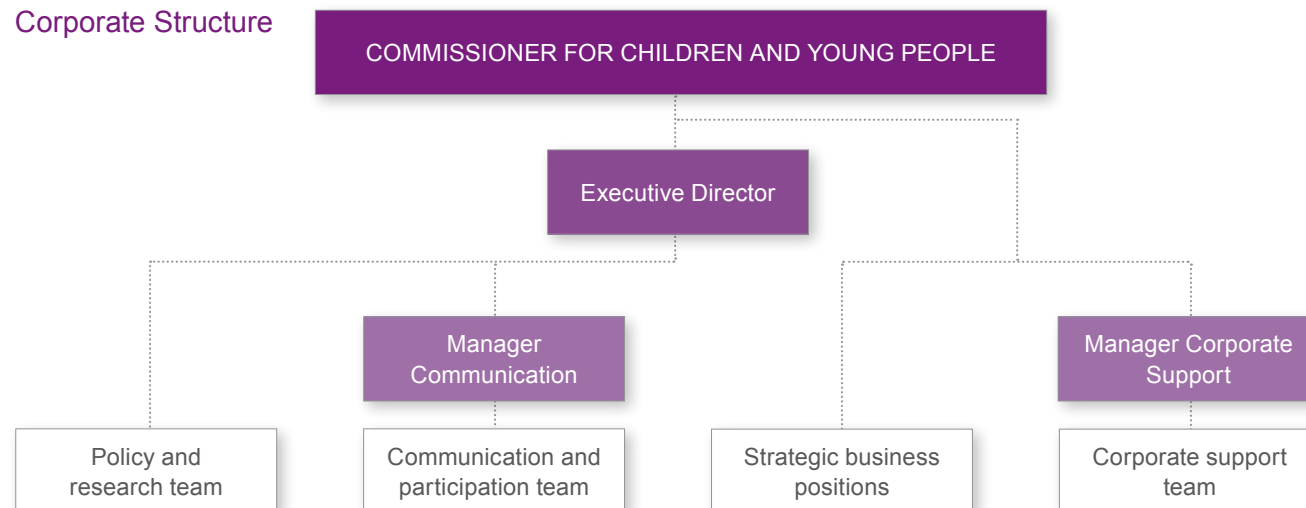 Corporate Structure
COMMISSIONER FOR CHILDREN AND YOUNG PEOPLE
Executive Director
Manager
Communication
Manager Corporate
Support
Policy and
research team
Communication and
participation team
Strategic business
positions
Corporate support
team